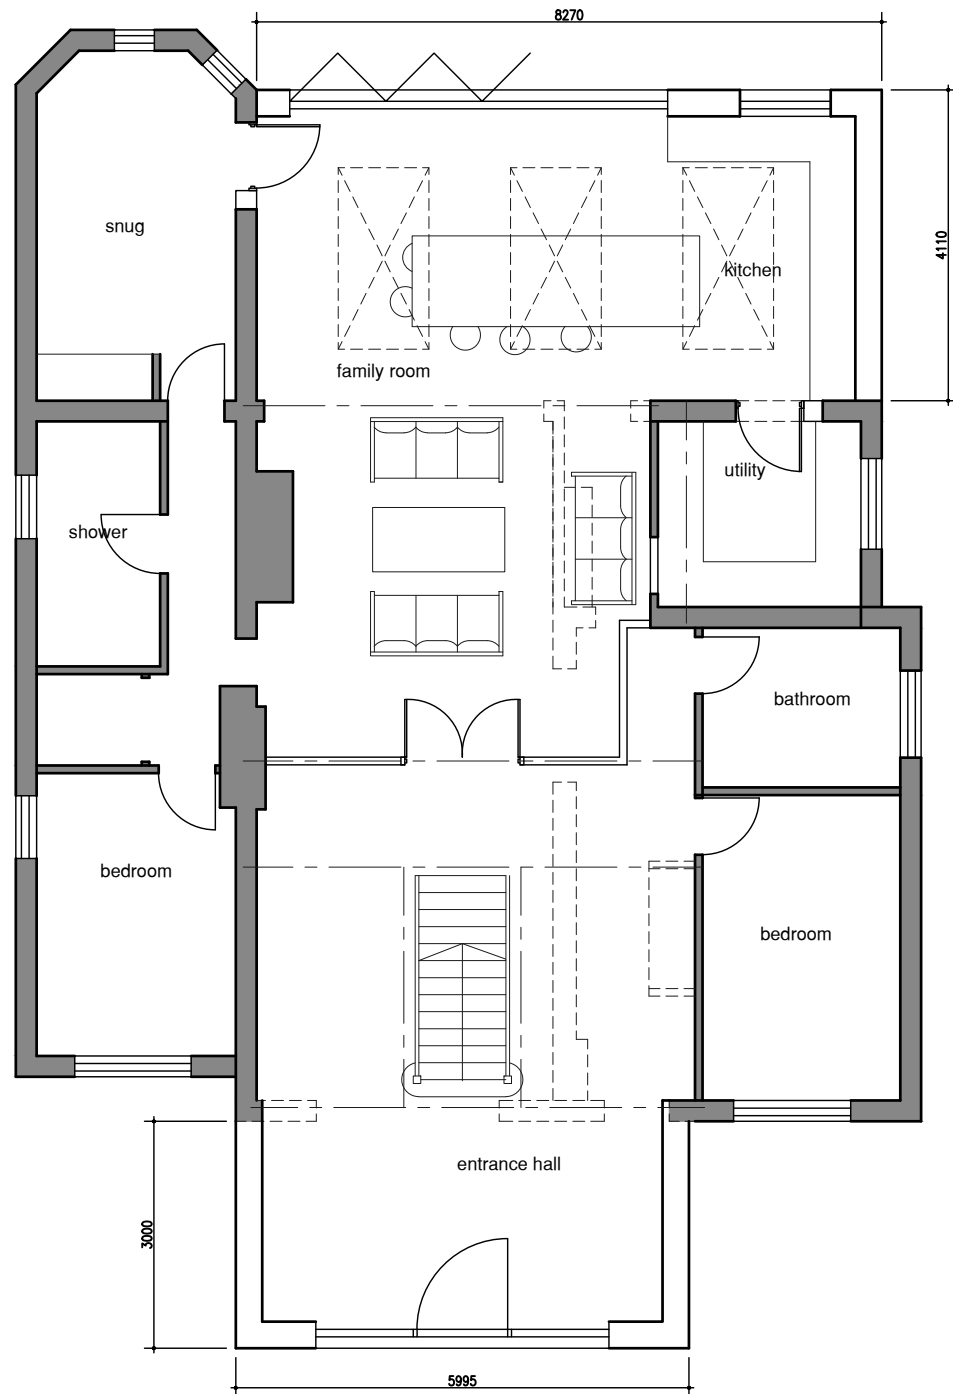 8270
snug
4110
kitchen
family room
utility
shower
bathroom
bedroom
bedroom
entrance hall
3000
5995